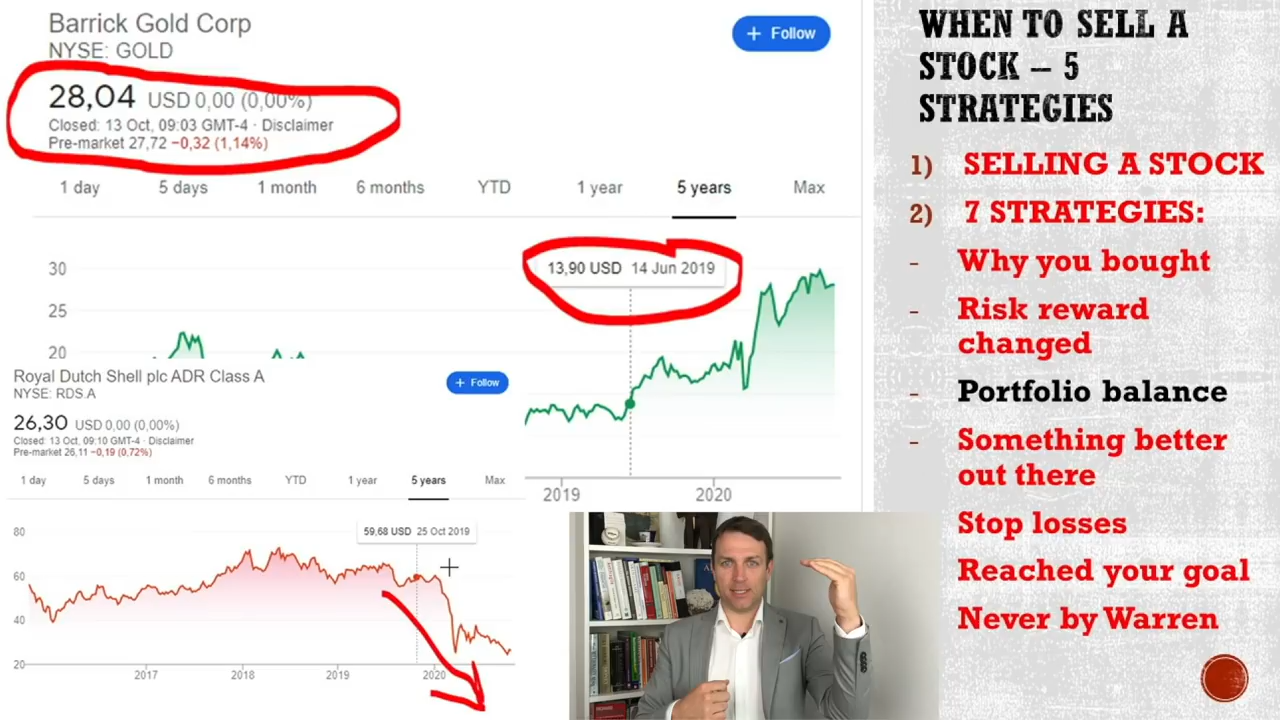 Barrick Gold Corp
NYSE: GOLD
+ Follow
28,04 USD 0,00 (0,00%)
Closed: 13 Oct, 09:03 GMT-4 · Disclaimer
Pre-market 27,72 −0,32 (1,14%)
1 day 5 days 1 month 6 months YTD 1 year 5 years Max
13,90 USD 14 Jun 2019
30
25
20
2019 2020
Royal Dutch Shell plc ADR Class A
NYSE: RDS.A
+ Follow
26,30 USD 0,00 (0,00%)
Closed: 13 Oct, 09:10 GMT-4 · Disclaimer
Pre-market 26,11 −0,19 (0,72%)
1 day 5 days 1 month 6 months YTD 1 year 5 years Max
59,68 USD 25 Oct 2019
80
60
40
20
2017 2018 2019 2020
WHEN TO SELL A
STOCK – 5
STRATEGIES
1) SELLING A STOCK
2) 7 STRATEGIES:
- Why you bought
- Risk reward
changed
- Portfolio balance
- Something better
out there
Stop losses
Reached your goal
Never by Warren